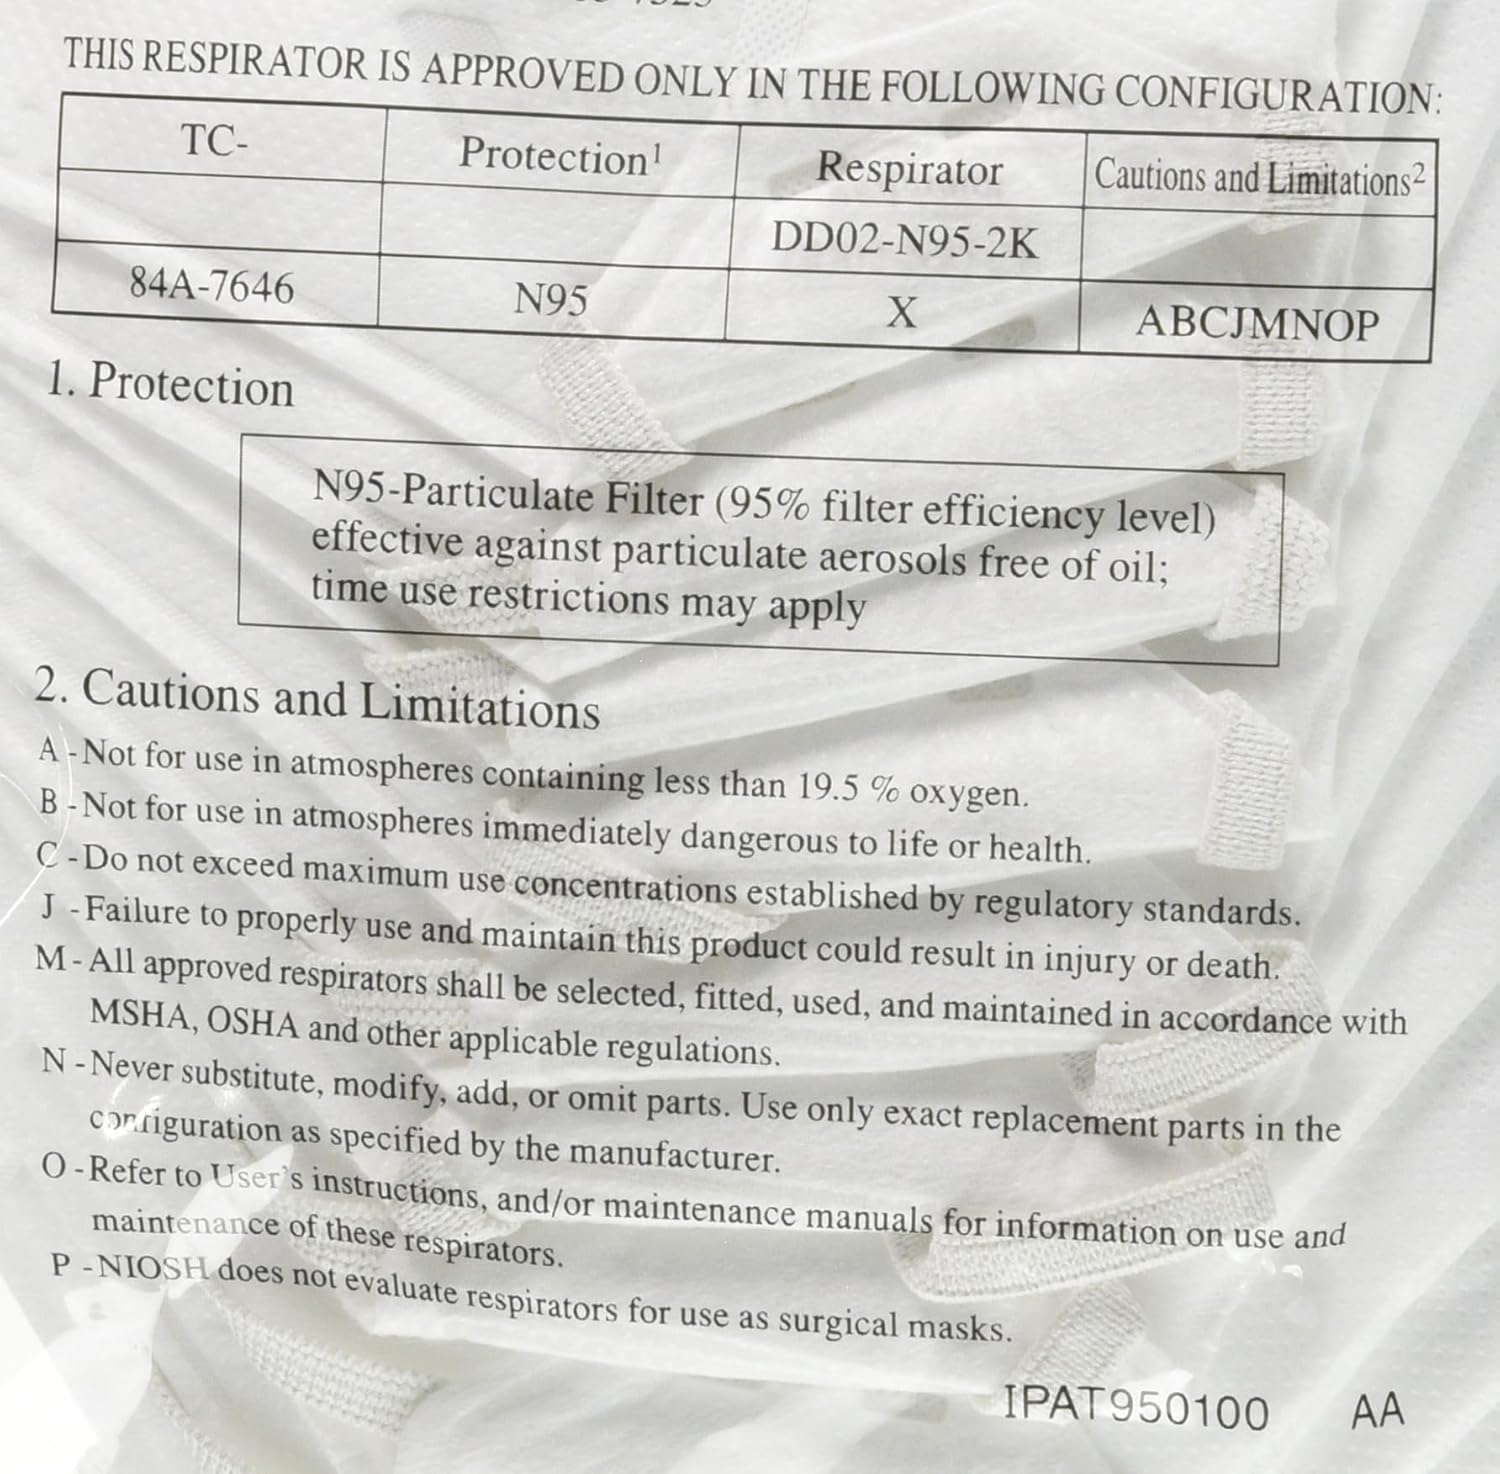 THIS RESPIRATOR IS APPROVED ONLY IN THE FOLLOWING CONFIGURATION:
TC- Protection¹ Respirator Cautions and Limitations²
DD02-N95-2K
84A-7646 N95 X ABCJMNOP
1. Protection
N95-Particulate Filter (95% filter efficiency level)
effective against particulate aerosols free of oil;
time use restrictions may apply
2. Cautions and Limitations
A - Not for use in atmospheres containing less than 19.5 % oxygen.
B - Not for use in atmospheres immediately dangerous to life or health.
C - Do not exceed maximum use concentrations established by regulatory standards.
J - Failure to properly use and maintain this product could result in injury or death.
M - All approved respirators shall be selected, fitted, used, and maintained in accordance with
MSHA, OSHA and other applicable regulations.
N - Never substitute, modify, add, or omit parts. Use only exact replacement parts in the
configuration as specified by the manufacturer.
O - Refer to User's instructions, and/or maintenance manuals for information on use and
maintenance of these respirators.
P - NIOSH does not evaluate respirators for use as surgical masks.
IPAT950100 AA